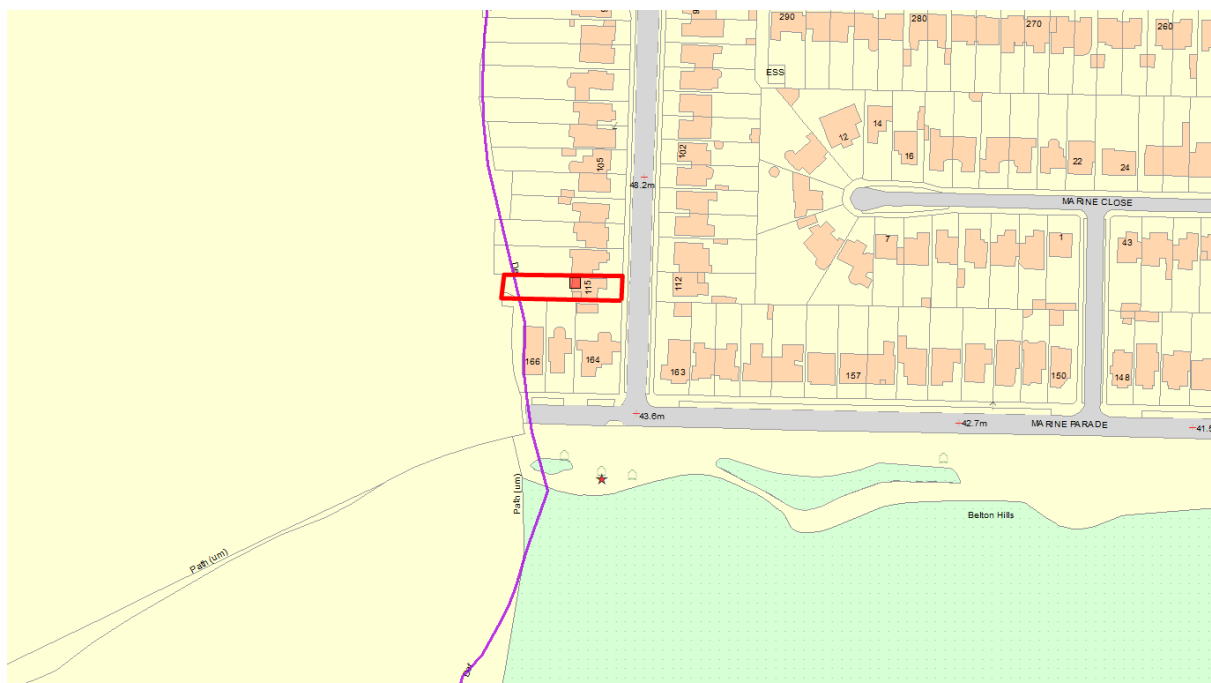 290
280
270
260
ESS
14
12
16
22
24
105
102
48.2m
MARINE CLOSE
7
1
43
115
112
166
164
163
157
150
148
43.6m
42.7m
MARINE PARADE
Path (um)
Belton Hills
Path (um)
Def